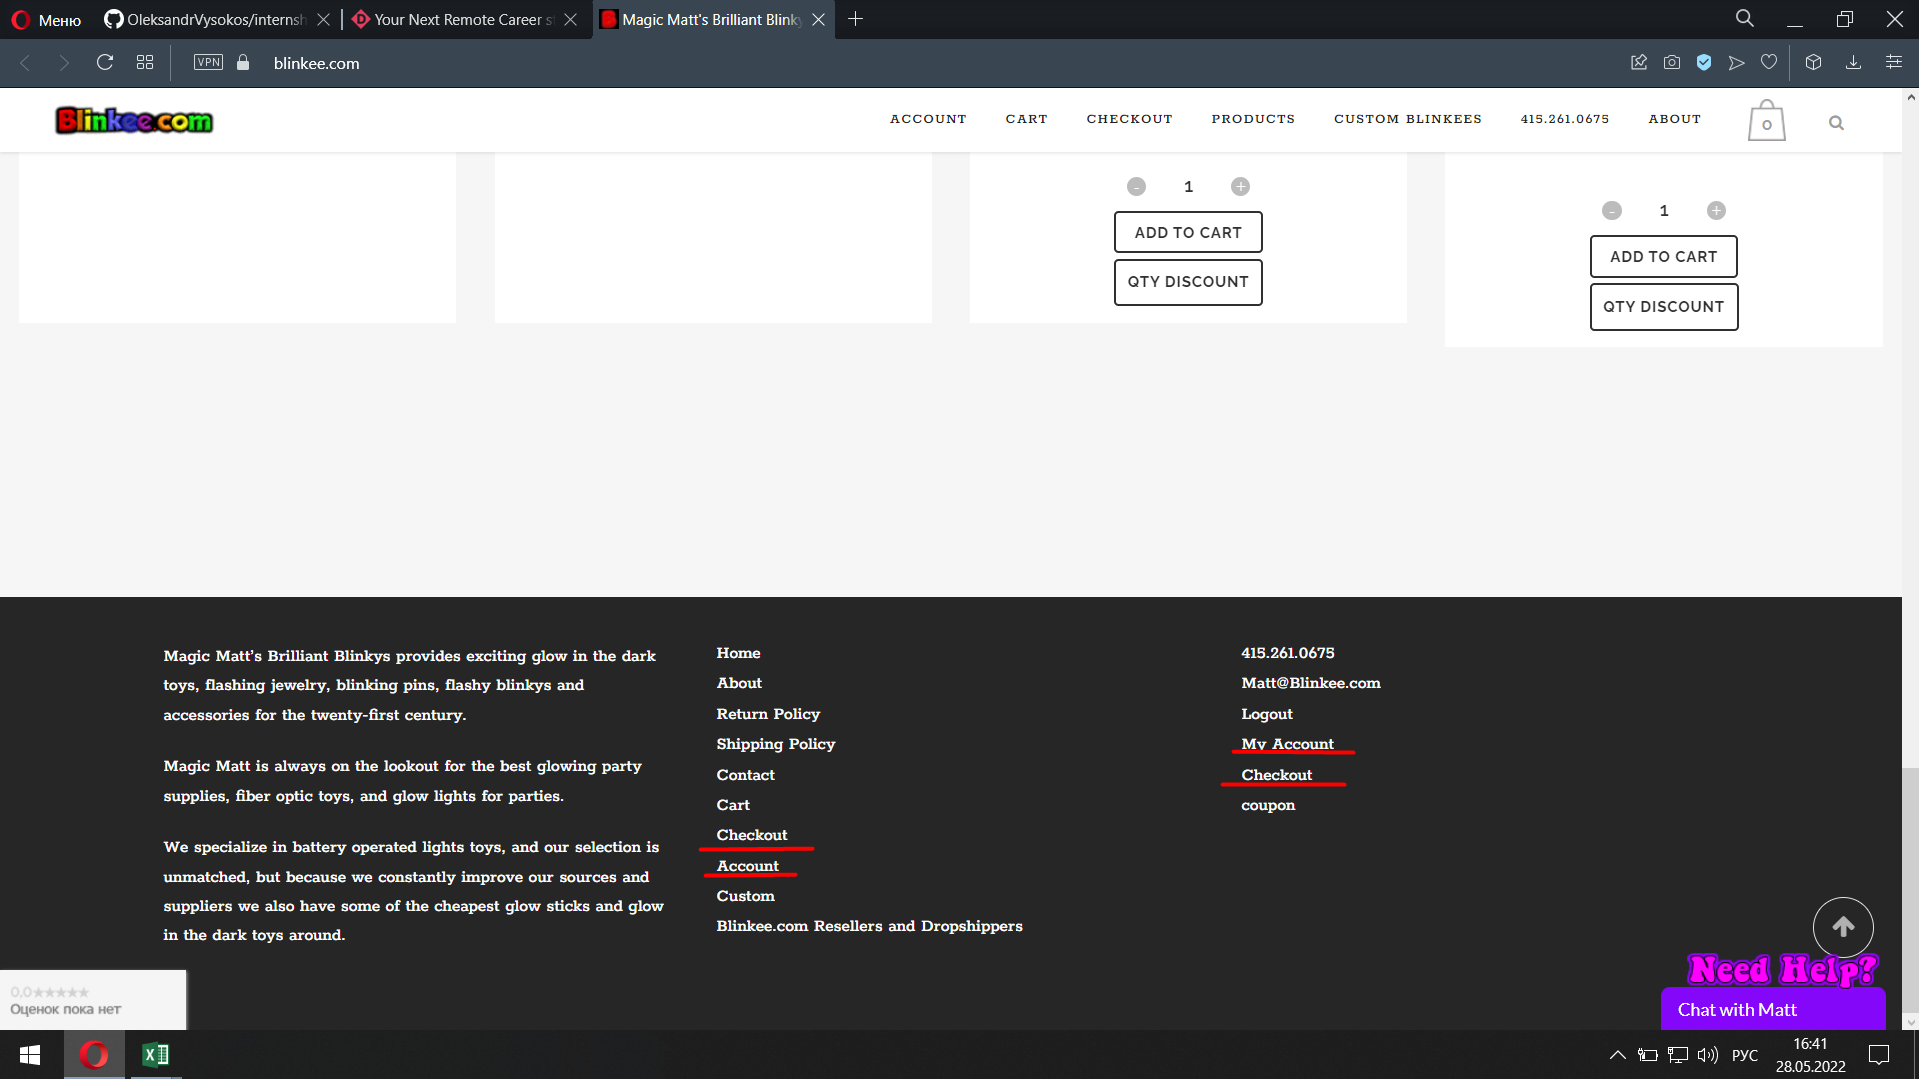 Меню
OleksandrVysokos/internsh
Your Next Remote Career s
Magic Matt's Brilliant Blinky
VPN
blinkee.com
Blinkee.com
ACCOUNT
CART
CHECKOUT
PRODUCTS
CUSTOM BLINKEES
415.261.0675
ABOUT
0
- 1 +
ADD TO CART
QTY DISCOUNT
- 1 +
ADD TO CART
QTY DISCOUNT
Magic Matt's Brilliant Blinkys provides exciting glow in the dark
toys, flashing jewelry, blinking pins, flashy blinkys and
accessories for the twenty-first century.
Magic Matt is always on the lookout for the best glowing party
supplies, fiber optic toys, and glow lights for parties.
We specialize in battery operated lights toys, and our selection is
unmatched, but because we constantly improve our sources and
suppliers we also have some of the cheapest glow sticks and glow
in the dark toys around.
Home
About
Return Policy
Shipping Policy
Contact
Cart
Checkout
Account
Custom
Blinkee.com Resellers and Dropshippers
415.261.0675
Matt@Blinkee.com
Logout
My Account
Checkout
coupon
Need Help?
Chat with Matt
0,0
Оценок пока нет
РУС
16:41
28.05.2022